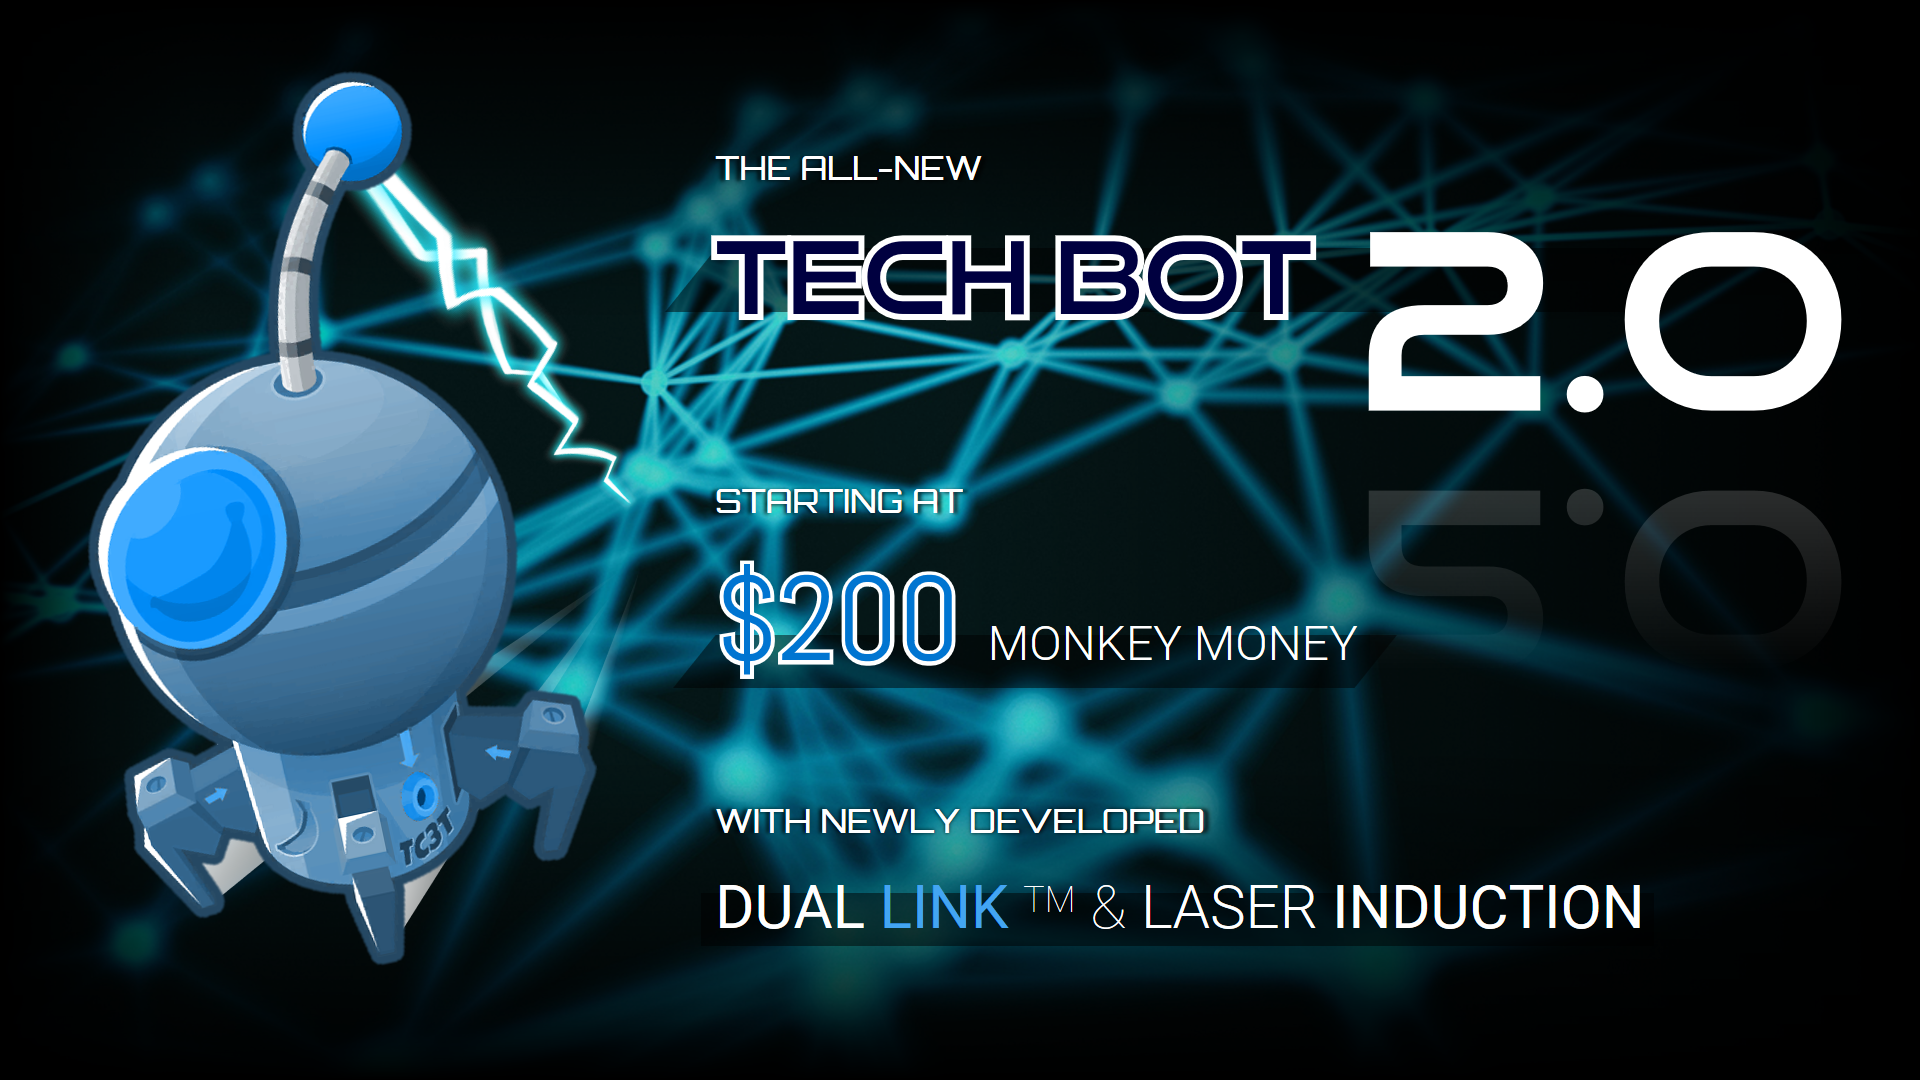 THE ALL-NEW
TECH BOT 2.0
STARTING AT
$200 MONKEY MONEY
WITH NEWLY DEVELOPED
DUAL LINK ™ & LASER INDUCTION
TC3T